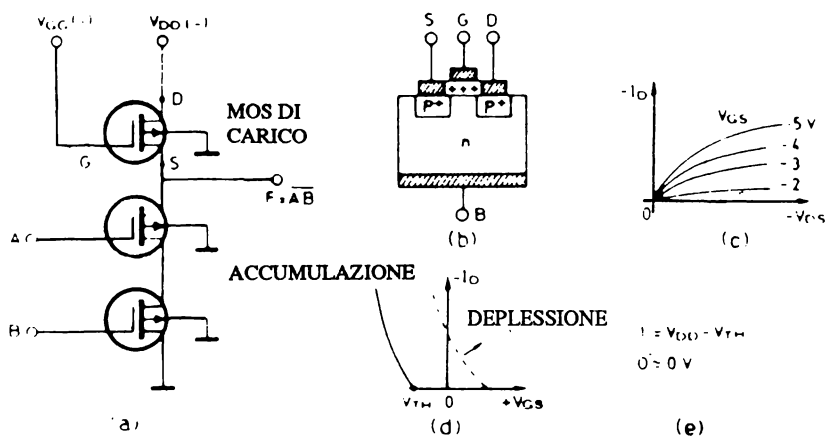 VGG(-)
VDD(-)
D
MOS DI
CARICO
G
S
F = AB
A
B
(a)
S G D
+ + +
P+ P+
n
B
(b)
-ID
VGS
-5 V
-4
-3
-2
0
-VDS
(c)
ACCUMULAZIONE
-ID
DEPLESSIONE
VTH 0 +VGS
(d)
1 = VDD - VTH
0 = 0 V
(e)